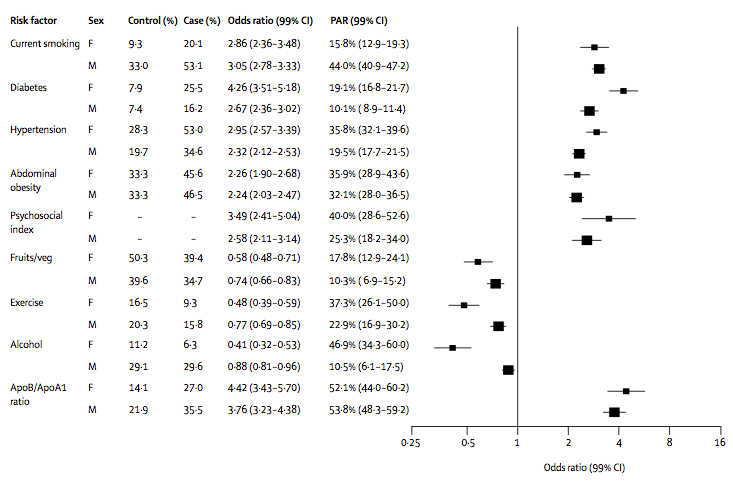 Risk factor Sex Control (%) Case (%) Odds ratio (99% CI) PAR (99% CI)
Current smoking F 9·3 20·1 2·86 (2·36–3·48) 15·8% (12·9–19·3)
M 33·0 53·1 3·05 (2·78–3·33) 44·0% (40·9–47·2)
Diabetes F 7·9 25·5 4·26 (3·51–5·18) 19·1% (16·8–21·7)
M 7·4 16·2 2·67 (2·36–3·02) 10·1% ( 8·9–11·4)
Hypertension F 28·3 53·0 2·95 (2·57–3·39) 35·8% (32·1–39·6)
M 19·7 34·6 2·32 (2·12–2·53) 19·5% (17·7–21·5)
Abdominal F 33·3 45·6 2·26 (1·90–2·68) 35·9% (28·9–43·6)
obesity
M 33·3 46·5 2·24 (2·03–2·47) 32·1% (28·0–36·5)
Psychosocial F – – 3·49 (2·41–5·04) 40·0% (28·6–52·6)
index
M – – 2·58 (2·11–3·14) 25·3% (18·2–34·0)
Fruits/veg F 50·3 39·4 0·58 (0·48–0·71) 17·8% (12·9–24·1)
M 39·6 34·7 0·74 (0·66–0·83) 10·3% ( 6·9–15·2)
Exercise F 16·5 9·3 0·48 (0·39–0·59) 37·3% (26·1–50·0)
M 20·3 15·8 0·77 (0·69–0·85) 22·9% (16·9–30·2)
Alcohol F 11·2 6·3 0·41 (0·32–0·53) 46·9% (34·3–60·0)
M 29·1 29·6 0·88 (0·81–0·96) 10·5% (6·1–17·5)
ApoB/ApoA1 F 14·1 27·0 4·42 (3·43–5·70) 52·1% (44·0–60·2)
ratio
M 21·9 35·5 3·76 (3·23–4·38) 53·8% (48·3–59·2)
0·25 0·5 1 2 4 8 16
Odds ratio (99% CI)